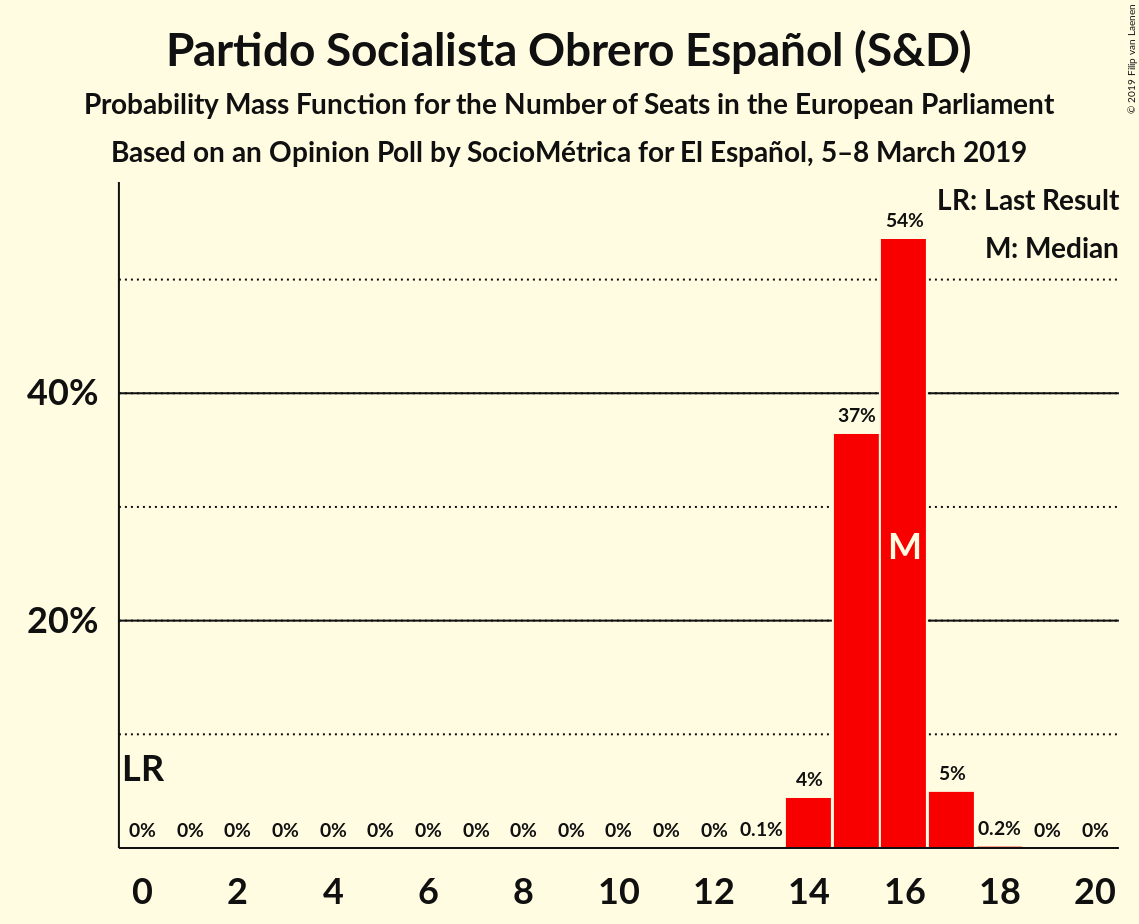 Partido Socialista Obrero Español (S&D)
Probability Mass Function for the Number of Seats in the European Parliament
Based on an Opinion Poll by SocioMétrica for El Español, 5–8 March 2019
© 2019 Filip van Laenen
LR: Last Result
M: Median
54%
40%
37%
M
20%
LR
4%
5%
0% 0% 0% 0% 0% 0% 0% 0% 0% 0% 0% 0% 0% 0.1% 0.2% 0% 0%
0 2 4 6 8 10 12 14 16 18 20